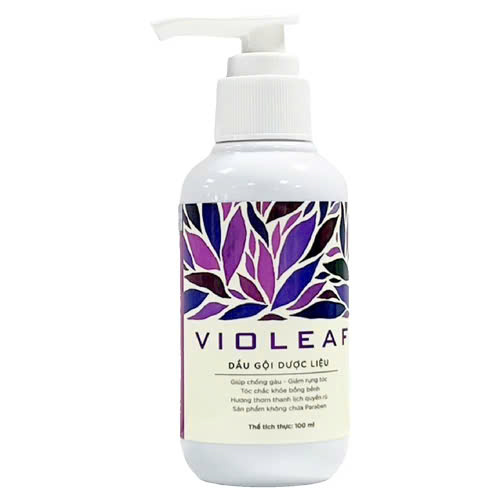 VIOLEAF
DẦU GỘI DƯỢC LIỆU
Giúp chống gàu - Giảm rụng tóc
Tóc chắc khỏe bồng bềnh
Hương thơm thanh lịch quyến rũ
Sản phẩm không chứa Paraben
Thể tích thực: 100 ml